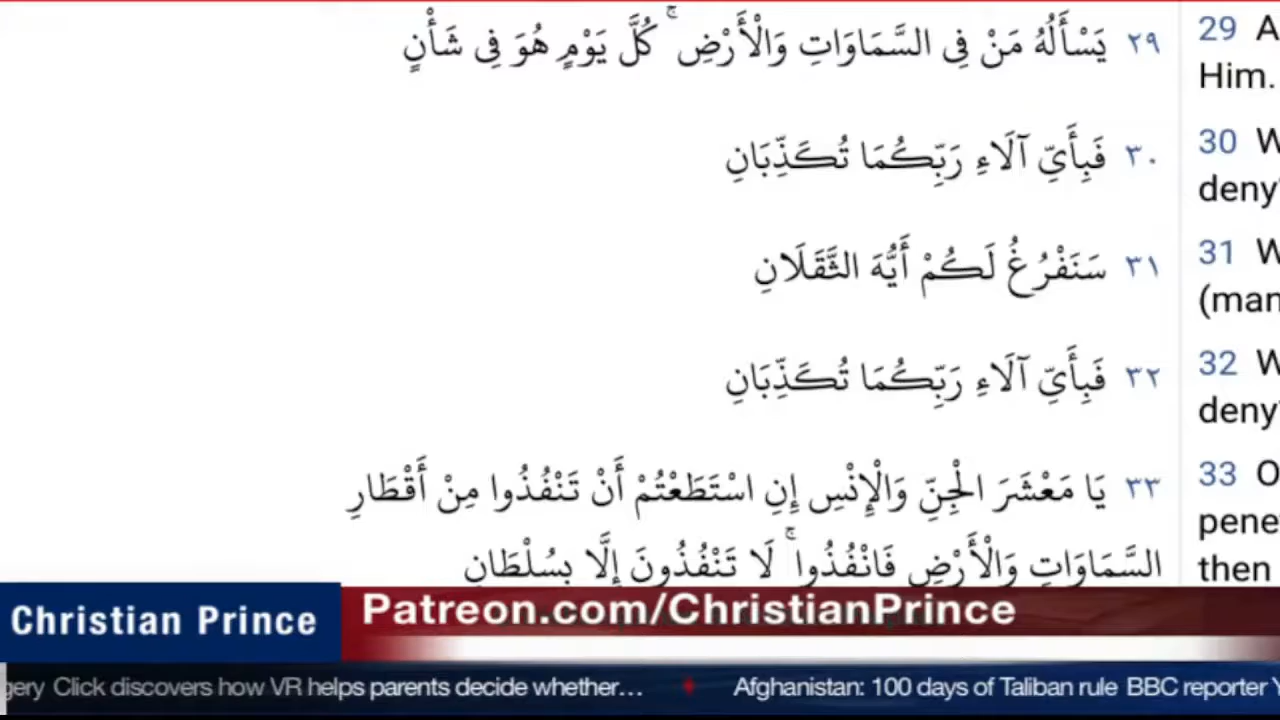 ٢٩ يَسْأَلُهُ مَنْ فِي السَّمَاوَاتِ وَالْأَرْضِ ۚ كُلَّ يَوْمٍ هُوَ فِي شَأْنٍ
29 A
Him.
٣٠ فَبِأَيِّ آلَاءِ رَبِّكُمَا تُكَذِّبَانِ
30 W
deny
٣١ سَنَفْرُغُ لَكُمْ أَيُّهَ الثَّقَلَانِ
31 W
(man
٣٢ فَبِأَيِّ آلَاءِ رَبِّكُمَا تُكَذِّبَانِ
32 W
deny
٣٣ يَا مَعْشَرَ الْجِنِّ وَالْإِنْسِ إِنِ اسْتَطَعْتُمْ أَنْ تَنْفُذُوا مِنْ أَقْطَارِ
السَّمَاوَاتِ وَالْأَرْضِ فَانْفُذُوا ۚ لَا تَنْفُذُونَ إِلَّا بِسُلْطَانٍ
33 O
pene
then
Christian Prince
Patreon.com/ChristianPrince
gery Click discovers how VR helps parents decide whether... Afghanistan: 100 days of Taliban rule BBC reporter Y